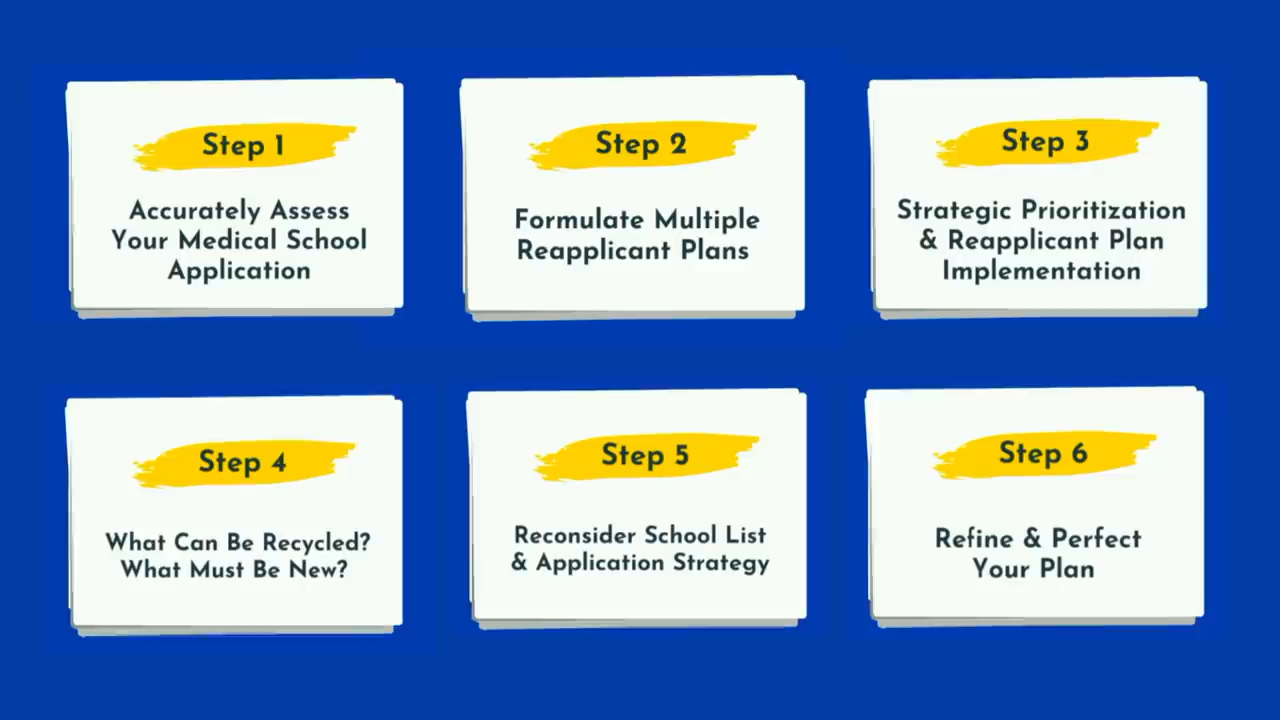 Step 1
Accurately Assess
Your Medical School
Application
Step 2
Formulate Multiple
Reapplicant Plans
Step 3
Strategic Prioritization
& Reapplicant Plan
Implementation
Step 4
What Can Be Recycled?
What Must Be New?
Step 5
Reconsider School List
& Application Strategy
Step 6
Refine & Perfect
Your Plan